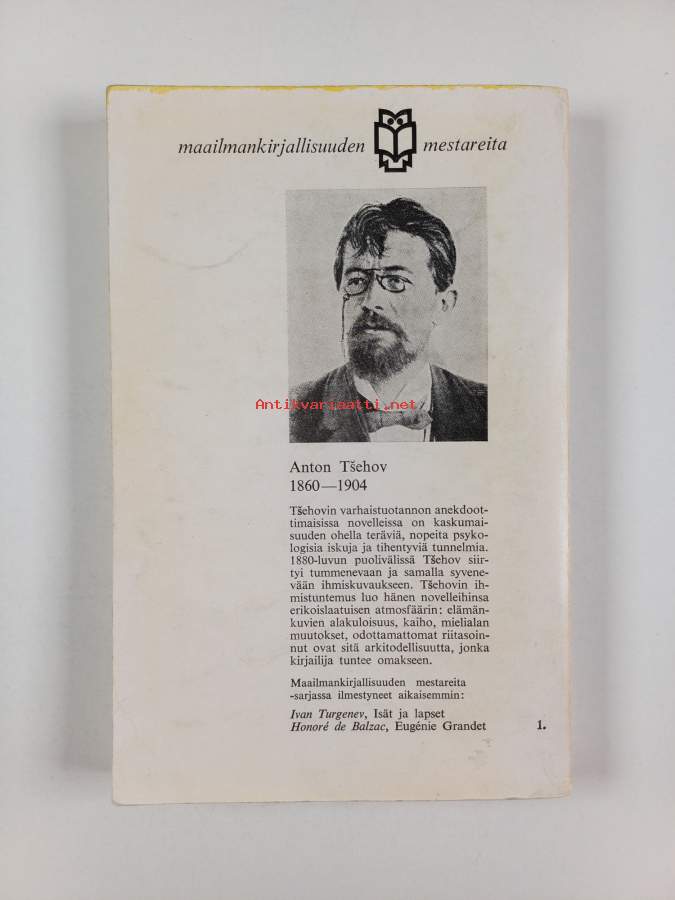 maailmankirjallisuuden mestareita
Antikvariaatti.net
Anton Tšehov
1860—1904
Tšehovin varhaistuotannon anekdoot-
timaisissa novelleissa on kaskumai-
suuden ohella teräviä, nopeita psyko-
logisia iskuja ja tihentyviä tunnelmia.
1880-luvun puolivälissä Tšehov siir-
tyi tummenevaan ja samalla syvene-
vään ihmiskuvaukseen. Tšehovin ih-
mistuntemus luo hänen novelleihinsa
erikoislaatuisen atmosfäärin: elämän-
kuvien alakuloisuus, kaiho, mielialan
muutokset, odottamattomat riitasoin-
nut ovat sitä arkitodellisuutta, jonka
kirjailija tuntee omakseen.
Maailmankirjallisuuden mestareita
-sarjassa ilmestyneet aikaisemmin:
Ivan Turgenev, Isät ja lapset
Honoré de Balzac, Eugénie Grandet 1.